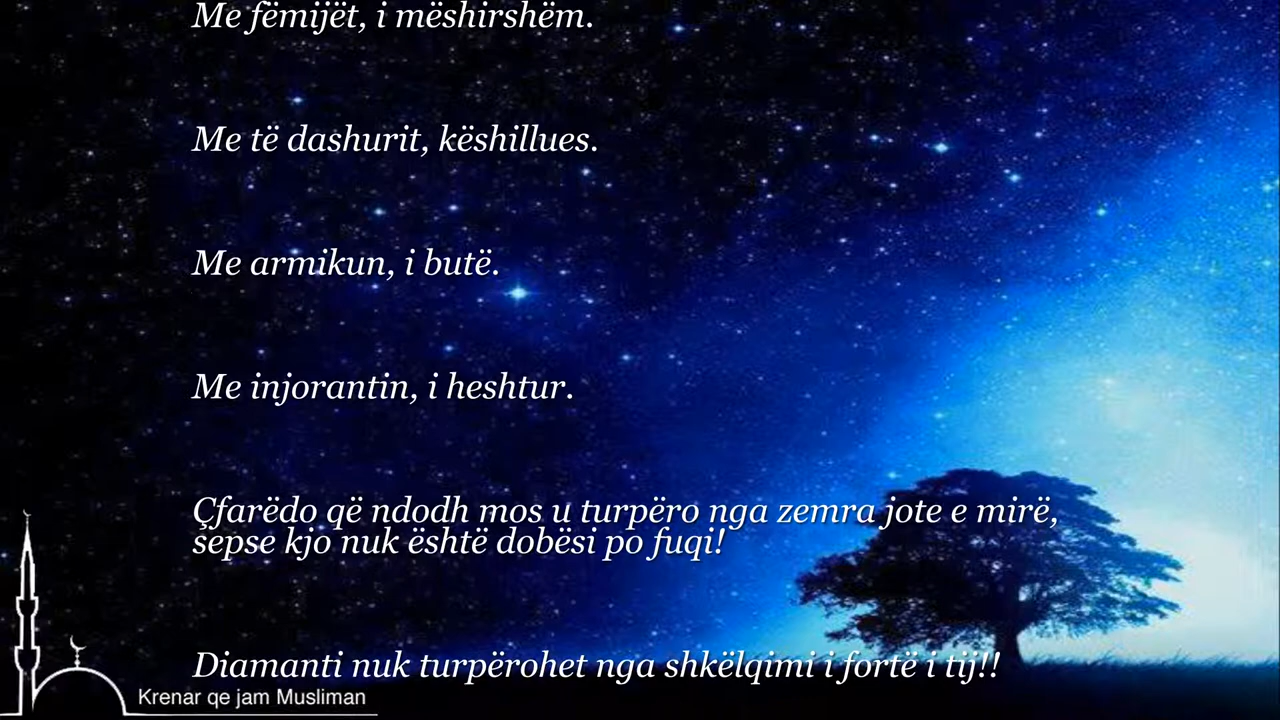 Me fëmijët, i mëshirshëm.
Me të dashurit, këshillues.
Me armikun, i butë.
Me injorantin, i heshtur.
Çfarëdo që ndodh mos u turpëro nga zemra jote e mirë,
sepse kjo nuk është dobësi po fuqi!
Diamanti nuk turpërohet nga shkëlqimi i fortë i tij!!
Krenar qe jam Musliman